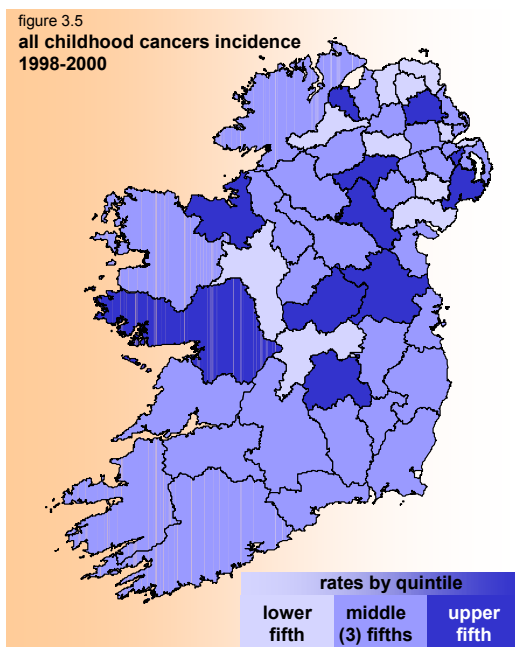 figure 3.5
all childhood cancers incidence
1998-2000
rates by quintile
lower middle upper
fifth (3) fifths fifth